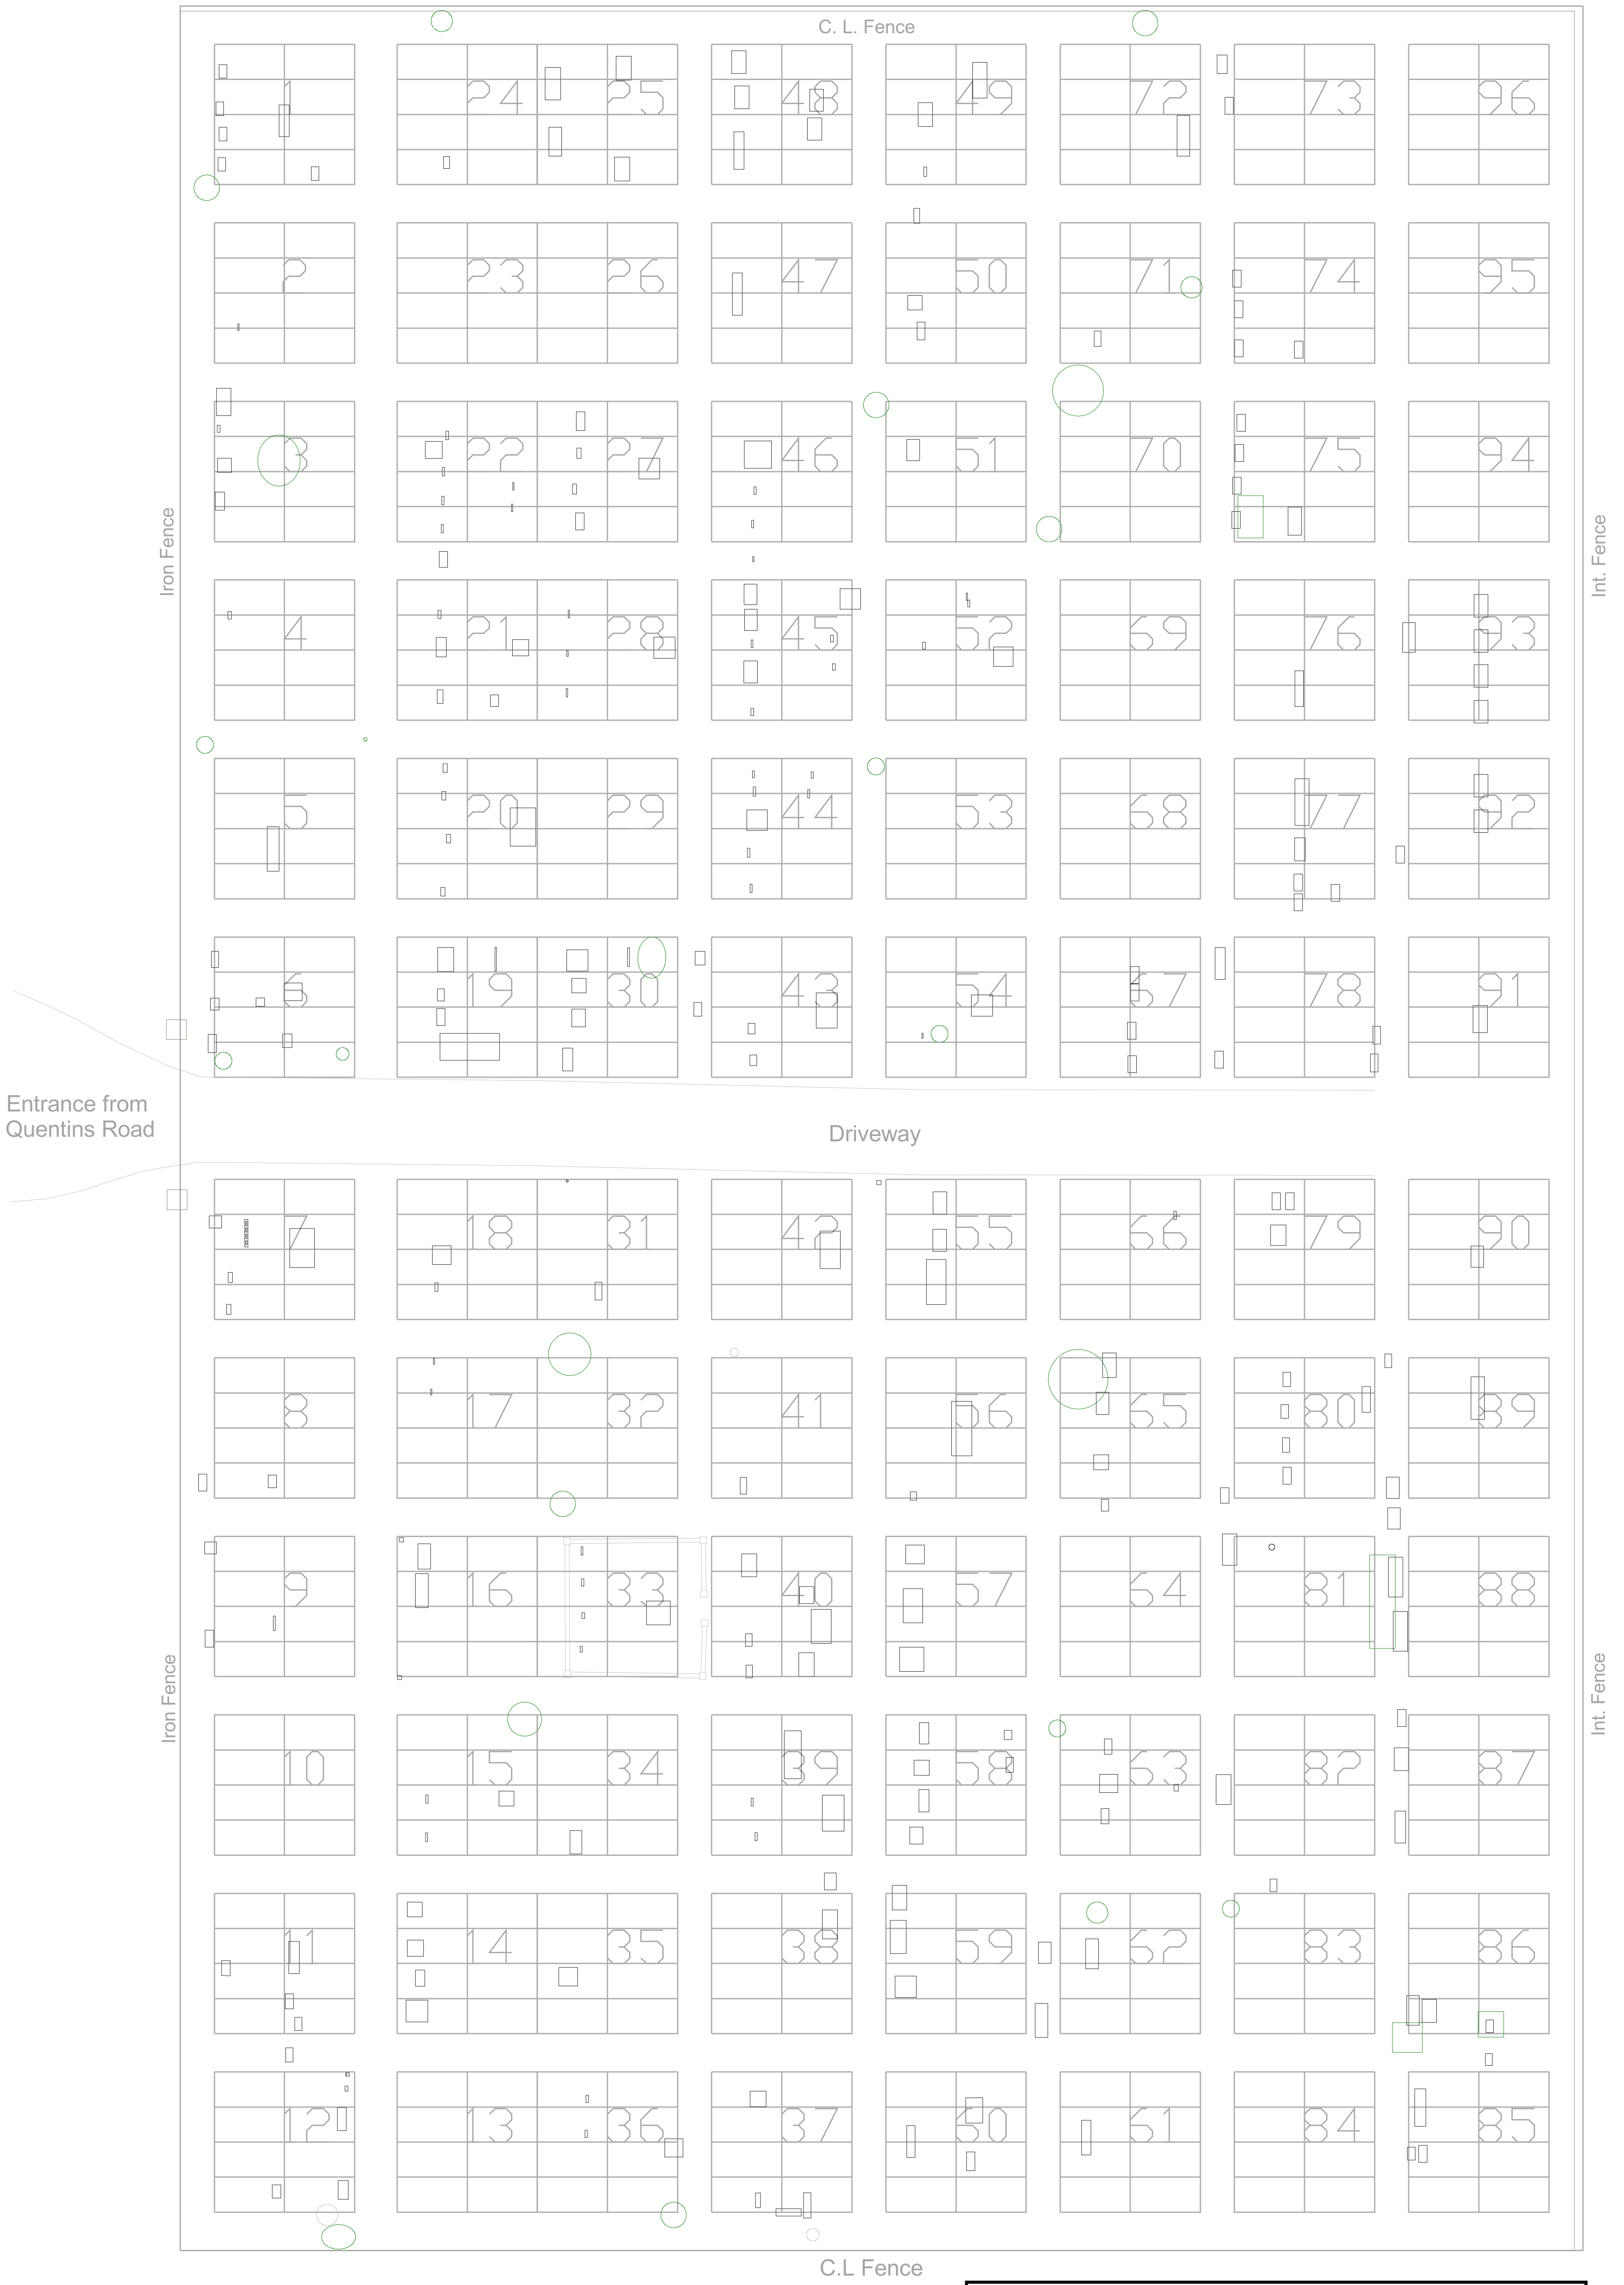 C. L. Fence
1 24 25 48 49 72 73 96
2 23 26 47 50 71 74 95
3 22 27 46 51 70 75 94
Iron Fence
Int. Fence
4 21 28 45 52 69 76 93
5 20 29 44 53 68 77 92
6 19 30 43 54 67 78 91
Entrance from
Quentins Road
Driveway
7 18 31 42 55 66 79 90
8 17 32 41 56 65 80 89
9 16 33 40 57 64 81 88
Iron Fence
Int. Fence
10 15 34 39 58 63 82 87
11 14 35 38 59 62 83 86
12 13 36 37 60 61 84 85
C.L Fence